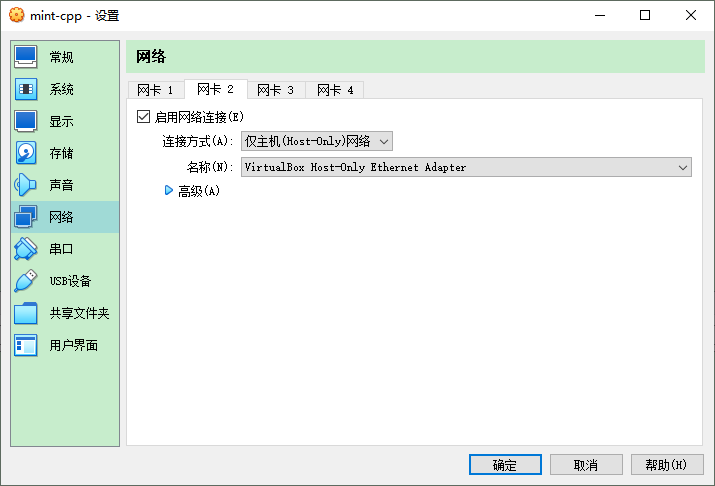 mint-cpp - 设置
常规
系统
显示
存储
声音
网络
串口
USB设备
共享文件夹
用户界面
网络
网卡 1 网卡 2 网卡 3 网卡 4
启用网络连接(E)
连接方式(A): 仅主机(Host-Only)网络
名称(N): VirtualBox Host-Only Ethernet Adapter
高级(A)
确定 取消 帮助(H)